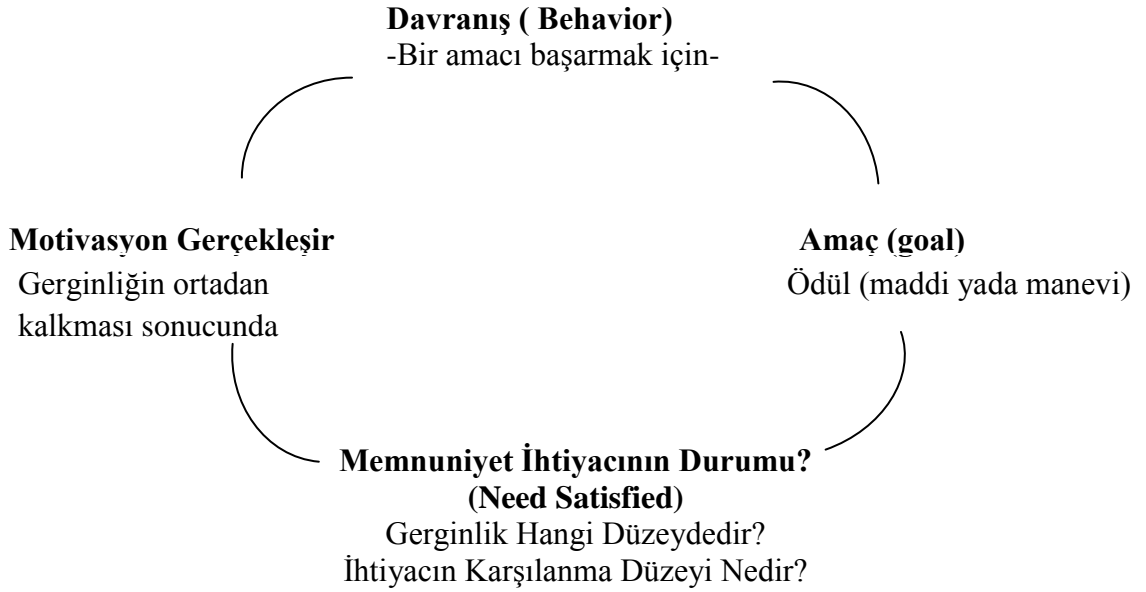 Davranış ( Behavior)
-Bir amacı başarmak için-
Motivasyon Gerçekleşir
Gerginliğin ortadan
kalkması sonucunda
Amaç (goal)
Ödül (maddi yada manevi)
Memnuniyet İhtiyacının Durumu?
(Need Satisfied)
Gerginlik Hangi Düzeydedir?
İhtiyacın Karşılanma Düzeyi Nedir?